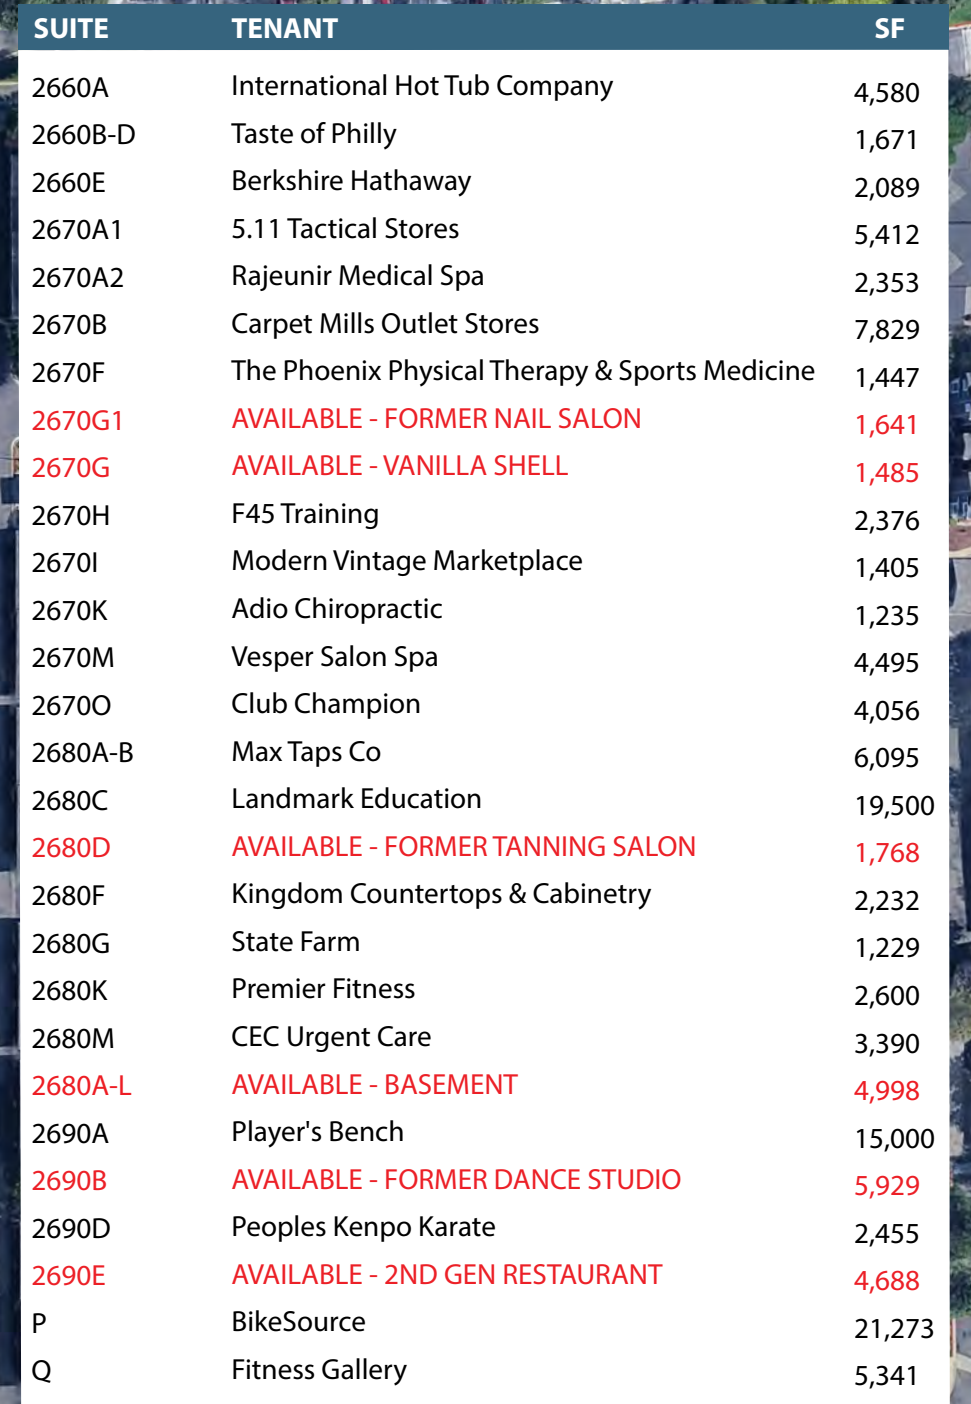 SUITE TENANT SF
2660A International Hot Tub Company 4,580
2660B-D Taste of Philly 1,671
2660E Berkshire Hathaway 2,089
2670A1 5.11 Tactical Stores 5,412
2670A2 Rajeunir Medical Spa 2,353
2670B Carpet Mills Outlet Stores 7,829
2670F The Phoenix Physical Therapy & Sports Medicine 1,447
2670G1 AVAILABLE - FORMER NAIL SALON 1,641
2670G AVAILABLE - VANILLA SHELL 1,485
2670H F45 Training 2,376
2670I Modern Vintage Marketplace 1,405
2670K Adio Chiropractic 1,235
2670M Vesper Salon Spa 4,495
2670O Club Champion 4,056
2680A-B Max Taps Co 6,095
2680C Landmark Education 19,500
2680D AVAILABLE - FORMER TANNING SALON 1,768
2680F Kingdom Countertops & Cabinetry 2,232
2680G State Farm 1,229
2680K Premier Fitness 2,600
2680M CEC Urgent Care 3,390
2680A-L AVAILABLE - BASEMENT 4,998
2690A Player's Bench 15,000
2690B AVAILABLE - FORMER DANCE STUDIO 5,929
2690D Peoples Kenpo Karate 2,455
2690E AVAILABLE - 2ND GEN RESTAURANT 4,688
P BikeSource 21,273
Q Fitness Gallery 5,341